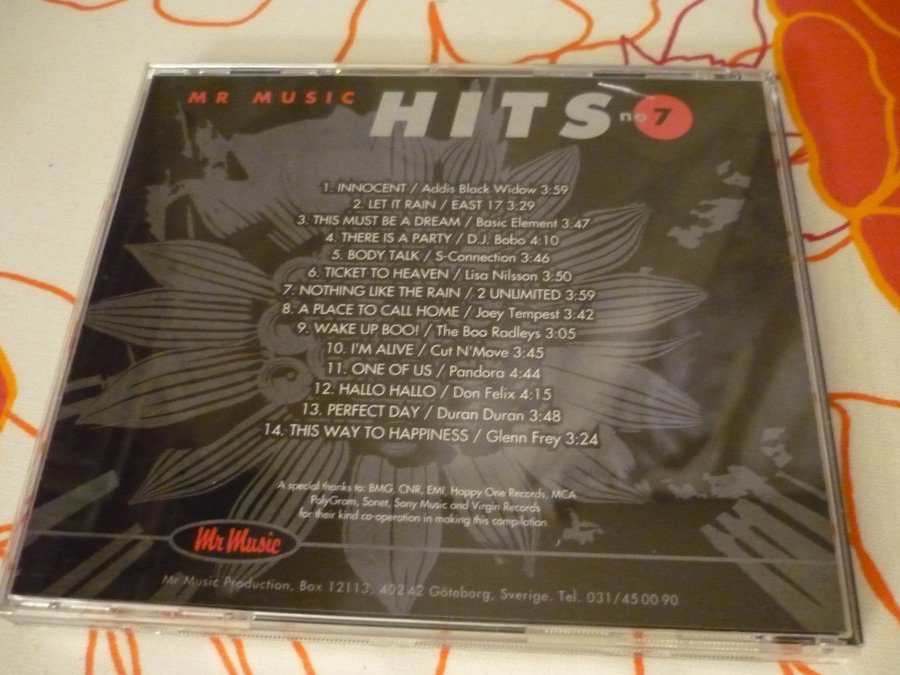 MR MUSIC HITS no 7
1. INNOCENT / Addis Black Widow 3:59
2. LET IT RAIN / EAST 17 3:29
3. THIS MUST BE A DREAM / Basic Element 3:47
4. THERE IS A PARTY / D.J. Bobo 4:10
5. BODY TALK / S-Connection 3:46
6. TICKET TO HEAVEN / Lisa Nilsson 3:50
7. NOTHING LIKE THE RAIN / 2 UNLIMITED 3:59
8. A PLACE TO CALL HOME / Joey Tempest 3:42
9. WAKE UP BOO! / The Boo Radleys 3:05
10. I'M ALIVE / Cut N'Move 3:45
11. ONE OF US / Pandora 4:44
12. HALLO HALLO / Don Felix 4:15
13. PERFECT DAY / Duran Duran 3:48
14. THIS WAY TO HAPPINESS / Glenn Frey 3:24
A special thanks to: BMG, CNR, EMI, Happy One Records, MCA
PolyGram, Sonet, Sony Music and Virgin Records
for their kind co-operation in making this compilation.
Mr Music
Mr Music Production, Box 12113, 402 42 Göteborg, Sverige. Tel. 031/45 00 90